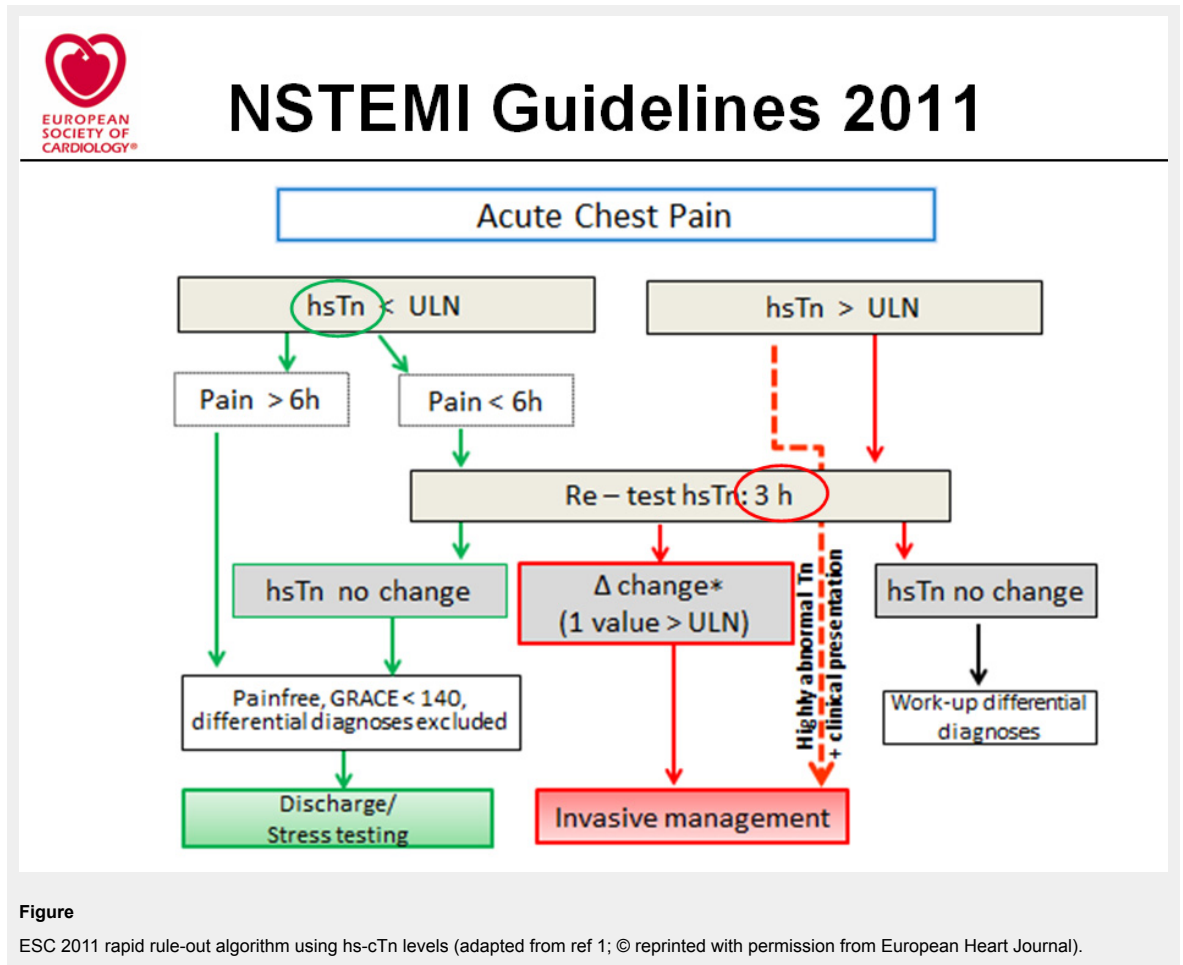 EUROPEAN
SOCIETY OF
CARDIOLOGY®
NSTEMI Guidelines 2011
Acute Chest Pain
hsTn < ULN
hsTn > ULN
Pain > 6h
Pain < 6h
Re – test hsTn: 3 h
hsTn no change
Δ change*
(1 value > ULN)
Highly abnormal Tn
+ clinical presentation
hsTn no change
Painfree, GRACE < 140,
differential diagnoses excluded
Work-up differential
diagnoses
Discharge/
Stress testing
Invasive management
Figure
ESC 2011 rapid rule-out algorithm using hs-cTn levels (adapted from ref 1; © reprinted with permission from European Heart Journal).